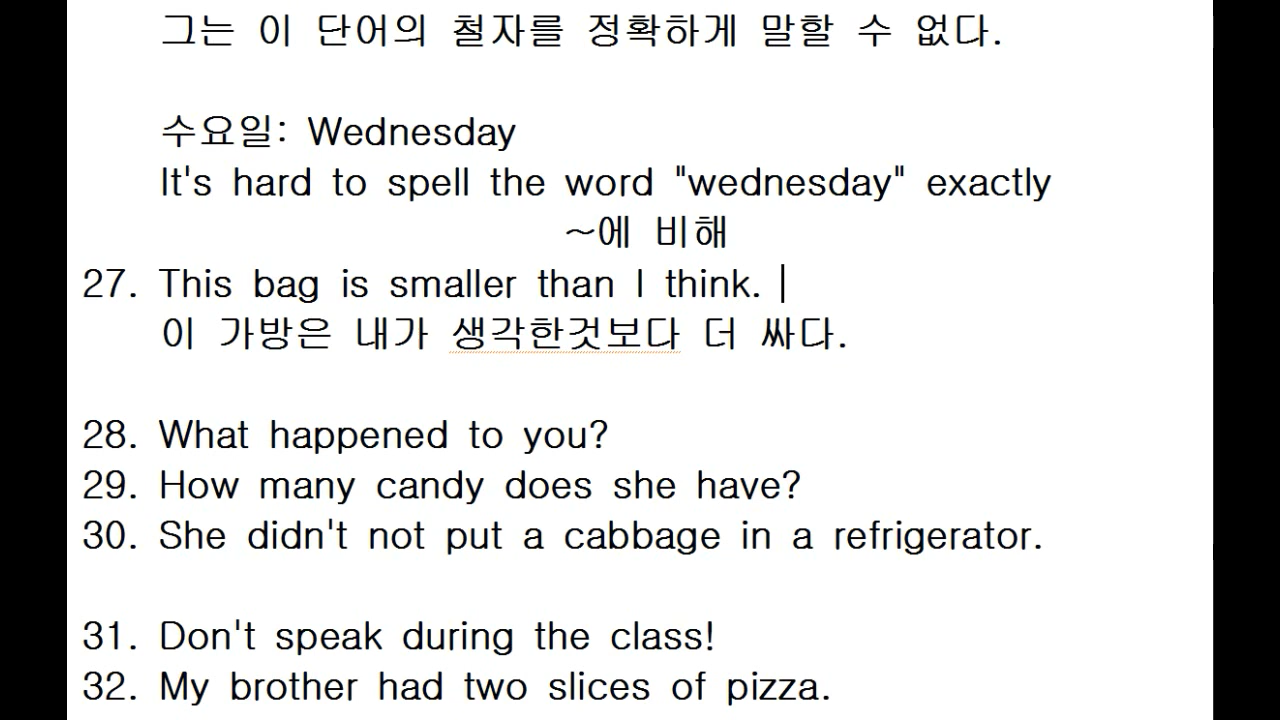 그는 이 단어의 철자를 정확하게 말할 수 없다.
수요일: Wednesday
It's hard to spell the word "wednesday" exactly
~에 비해
27. This bag is smaller than I think.
이 가방은 내가 생각한것보다 더 싸다.
28. What happened to you?
29. How many candy does she have?
30. She didn't not put a cabbage in a refrigerator.
31. Don't speak during the class!
32. My brother had two slices of pizza.